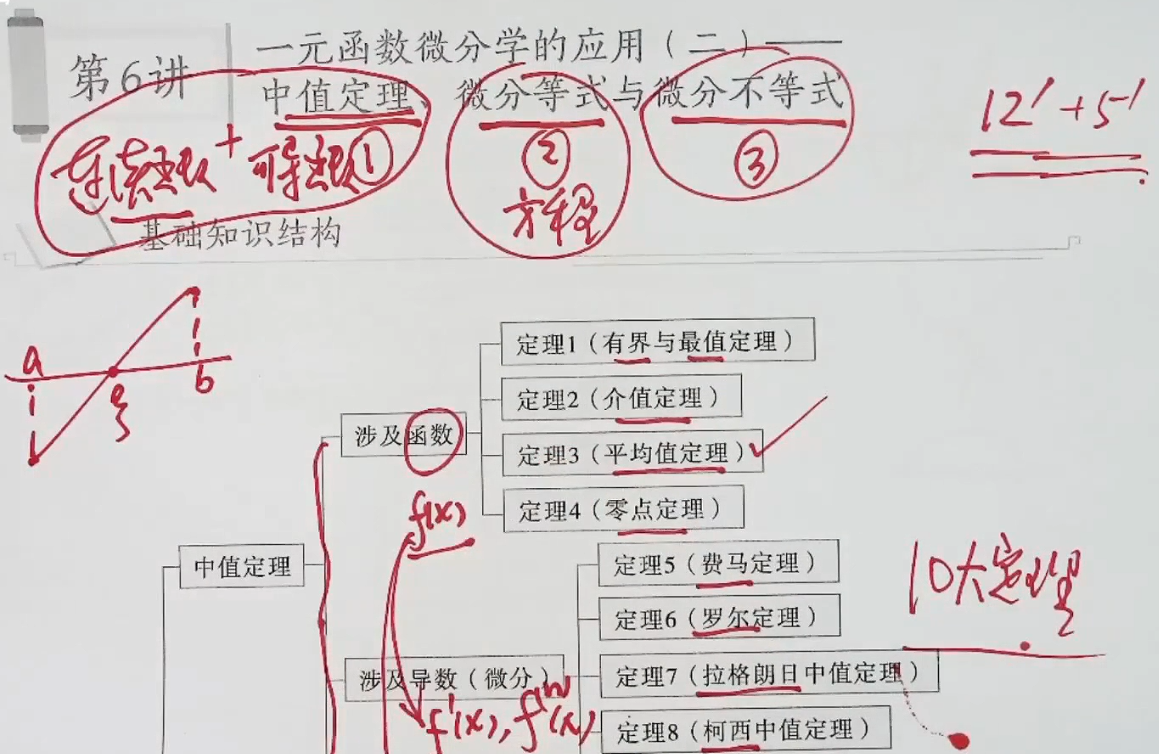 第6讲
一元函数微分学的应用(二)——
中值定理、微分等式与微分不等式
12' + 5'
连续函数 + 可导函数 ① ② ③
方程
基础知识结构
a
ξ
b
定理1(有界与最值定理)
定理2(介值定理)
涉及函数
定理3(平均值定理)
定理4(零点定理)
f(x)
中值定理
定理5(费马定理)
10大定理
定理6(罗尔定理)
涉及导数(微分)
定理7(拉格朗日中值定理)
f'(x), f⁽ⁿ⁾(x)
定理8(柯西中值定理)